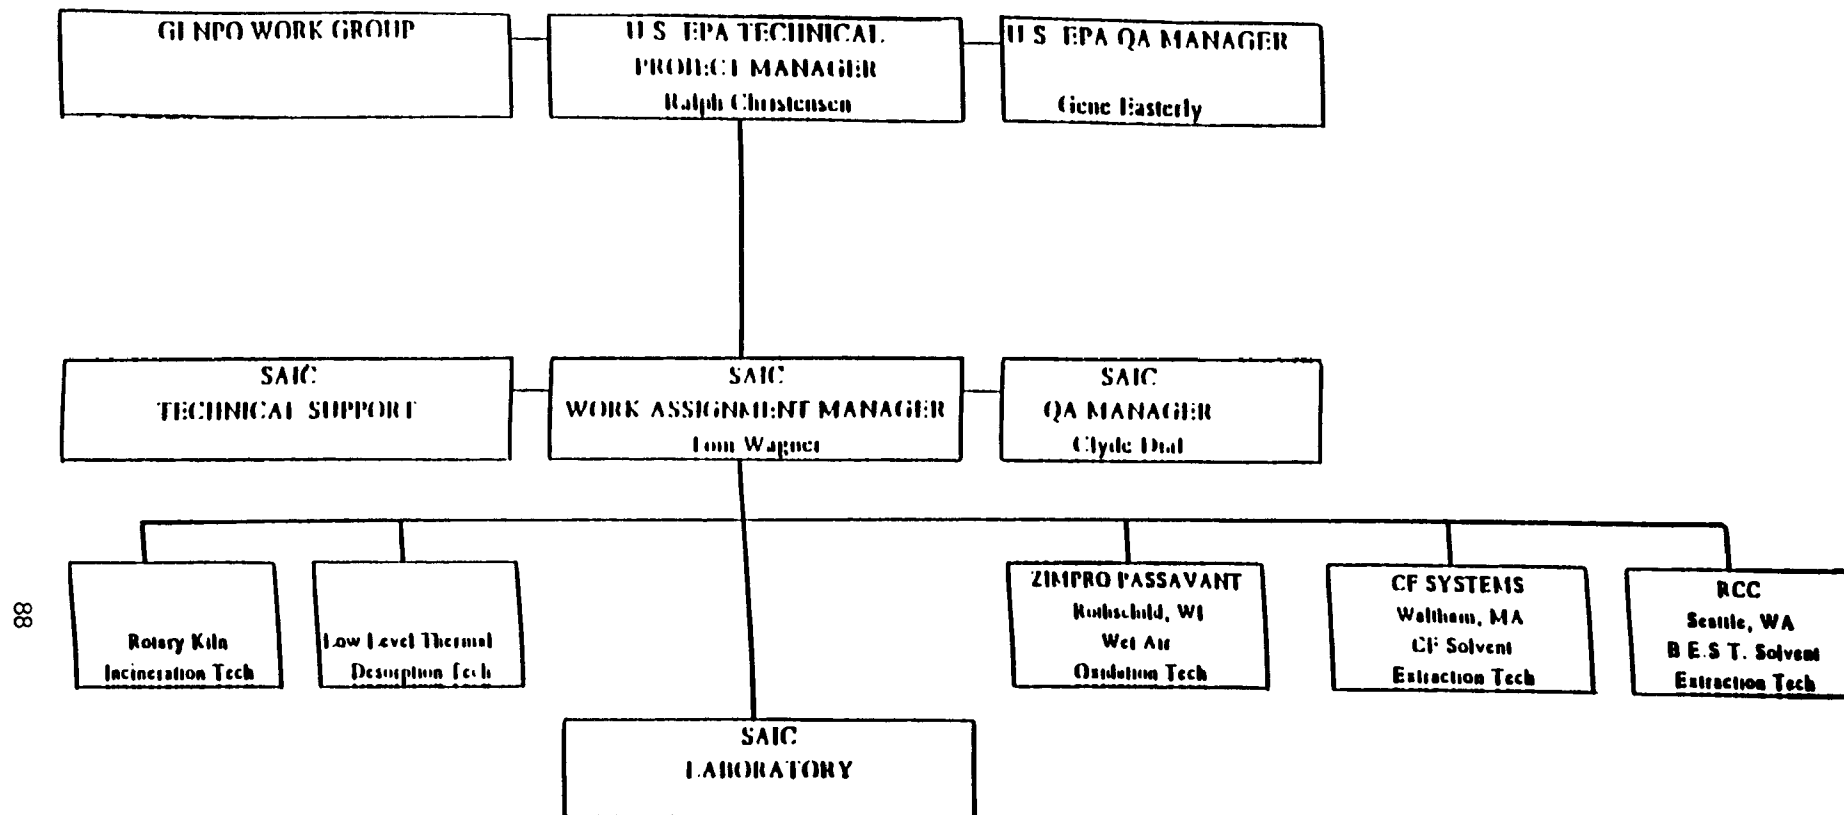 GLNPO WORK GROUP
U.S. EPA TECHNICAL
PROJECT MANAGER
Ralph Christensen
U.S. EPA QA MANAGER
Gene Easterly
SAIC
TECHNICAL SUPPORT
SAIC
WORK ASSIGNMENT MANAGER
Tom Wagner
SAIC
QA MANAGER
Clyde Dial
Rotary Kiln
Incineration Tech
Low Level Thermal
Desorption Tech
ZIMPRO PASSAVANT
Rothschild, WI
Wet Air
Oxidation Tech
CF SYSTEMS
Waltham, MA
CF Solvent
Extraction Tech
RCC
Seattle, WA
B.E.S.T. Solvent
Extraction Tech
SAIC
LABORATORY
88